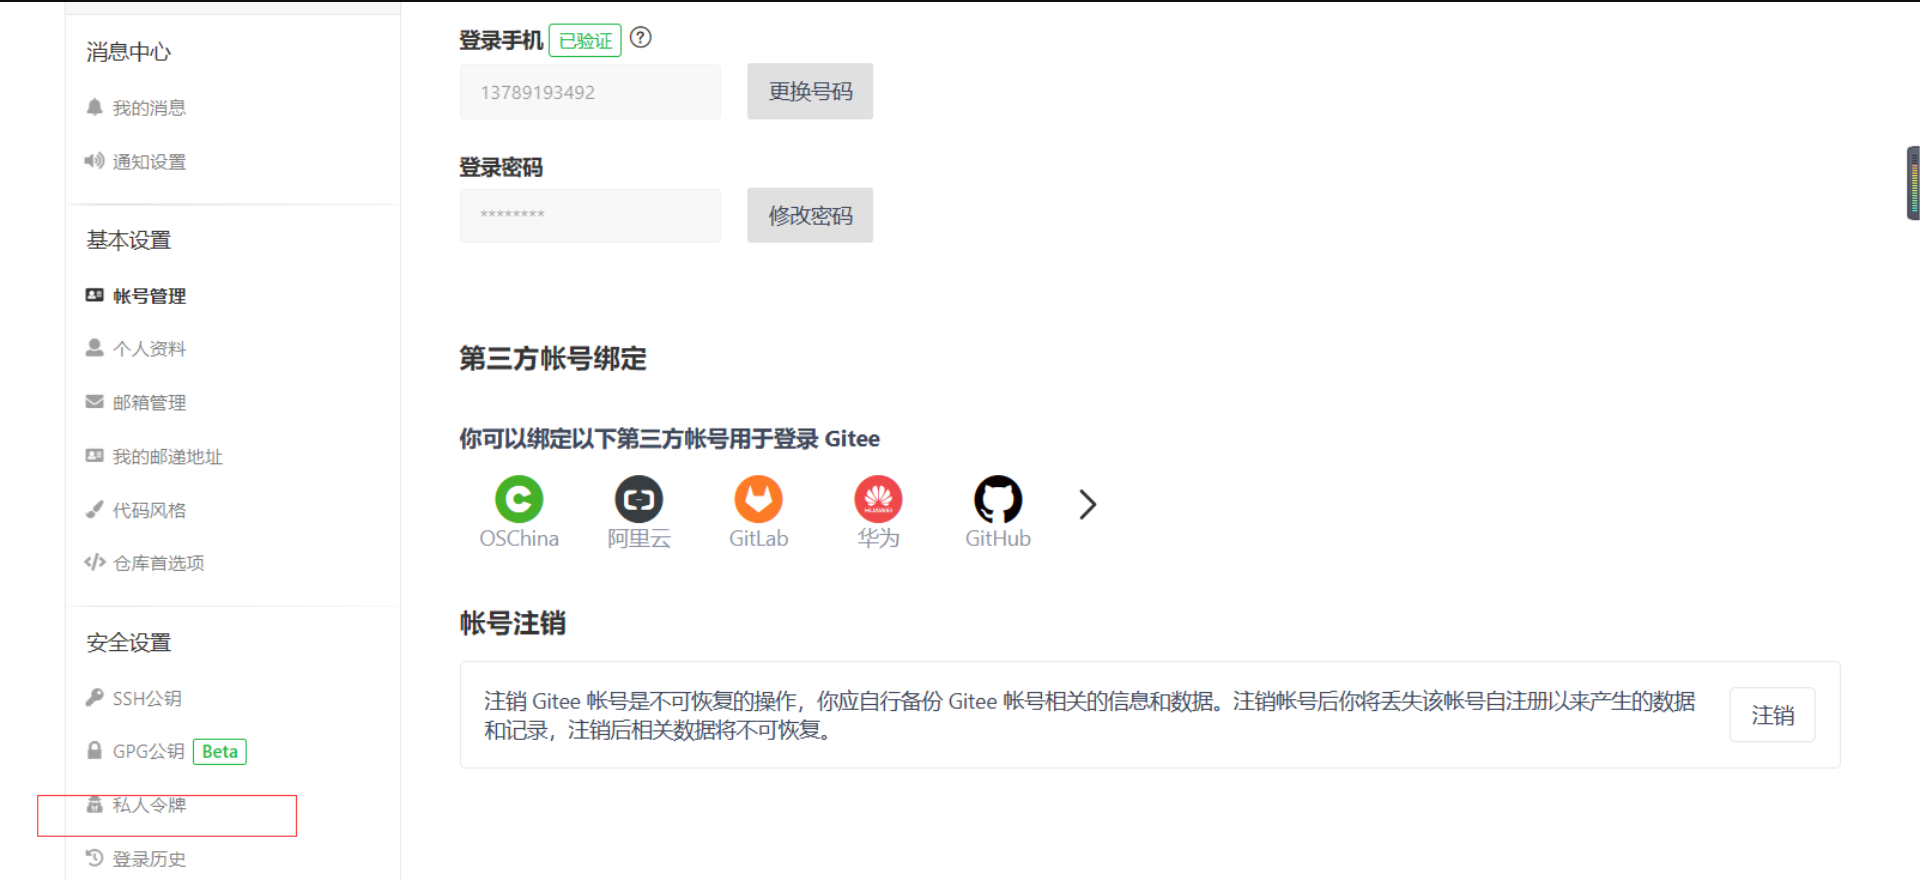 消息中心
我的消息
通知设置
基本设置
帐号管理
个人资料
邮箱管理
我的邮递地址
代码风格
仓库首选项
安全设置
SSH公钥
GPG公钥 Beta
私人令牌
登录历史
登录手机 已验证 ?
13789193492 更换号码
登录密码
******** 修改密码
第三方帐号绑定
你可以绑定以下第三方帐号用于登录 Gitee
OSChina 阿里云 GitLab HUAWEI 华为 GitHub
帐号注销
注销 Gitee 帐号是不可恢复的操作，你应自行备份 Gitee 帐号相关的信息和数据。注销帐号后你将丢失该帐号自注册以来产生的数据
和记录，注销后相关数据将不可恢复。
注销